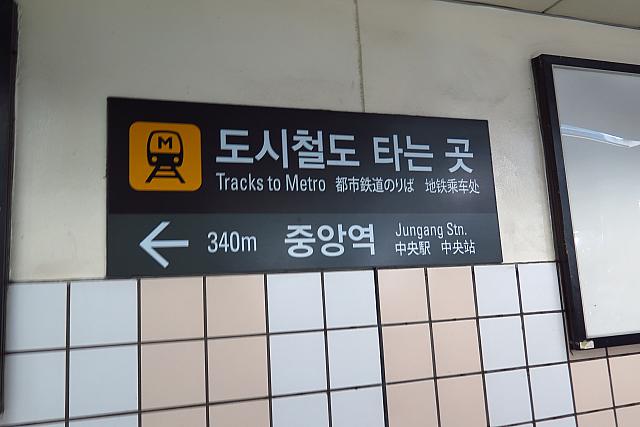 M
도시철도 타는 곳
Tracks to Metro 都市鉄道のりば 地铁乘车处
← 340m 중앙역 Jungang Stn.
中央駅 中央站